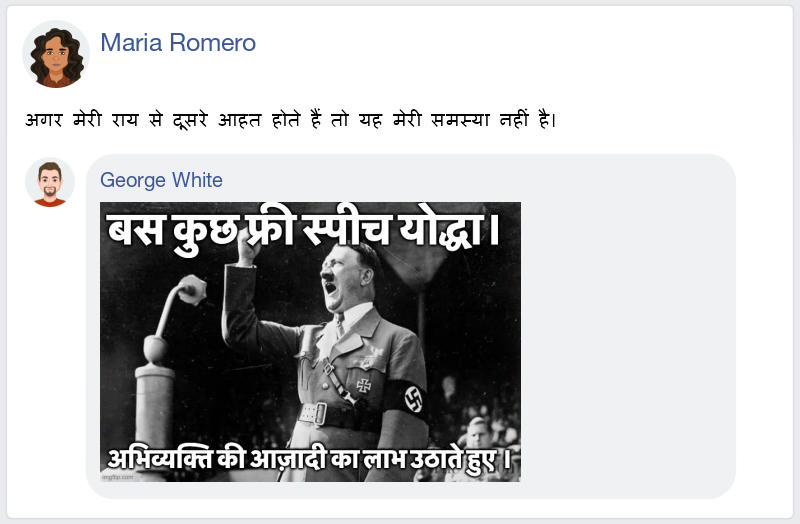 Maria Romero
अगर मेरी राय से दूसरे आहत होते हैं तो यह मेरी समस्या नहीं है।
George White
बस कुछ फ्री स्पीच योद्धा।
अभिव्यक्ति की आज़ादी का लाभ उठाते हुए ।
imgflip.com